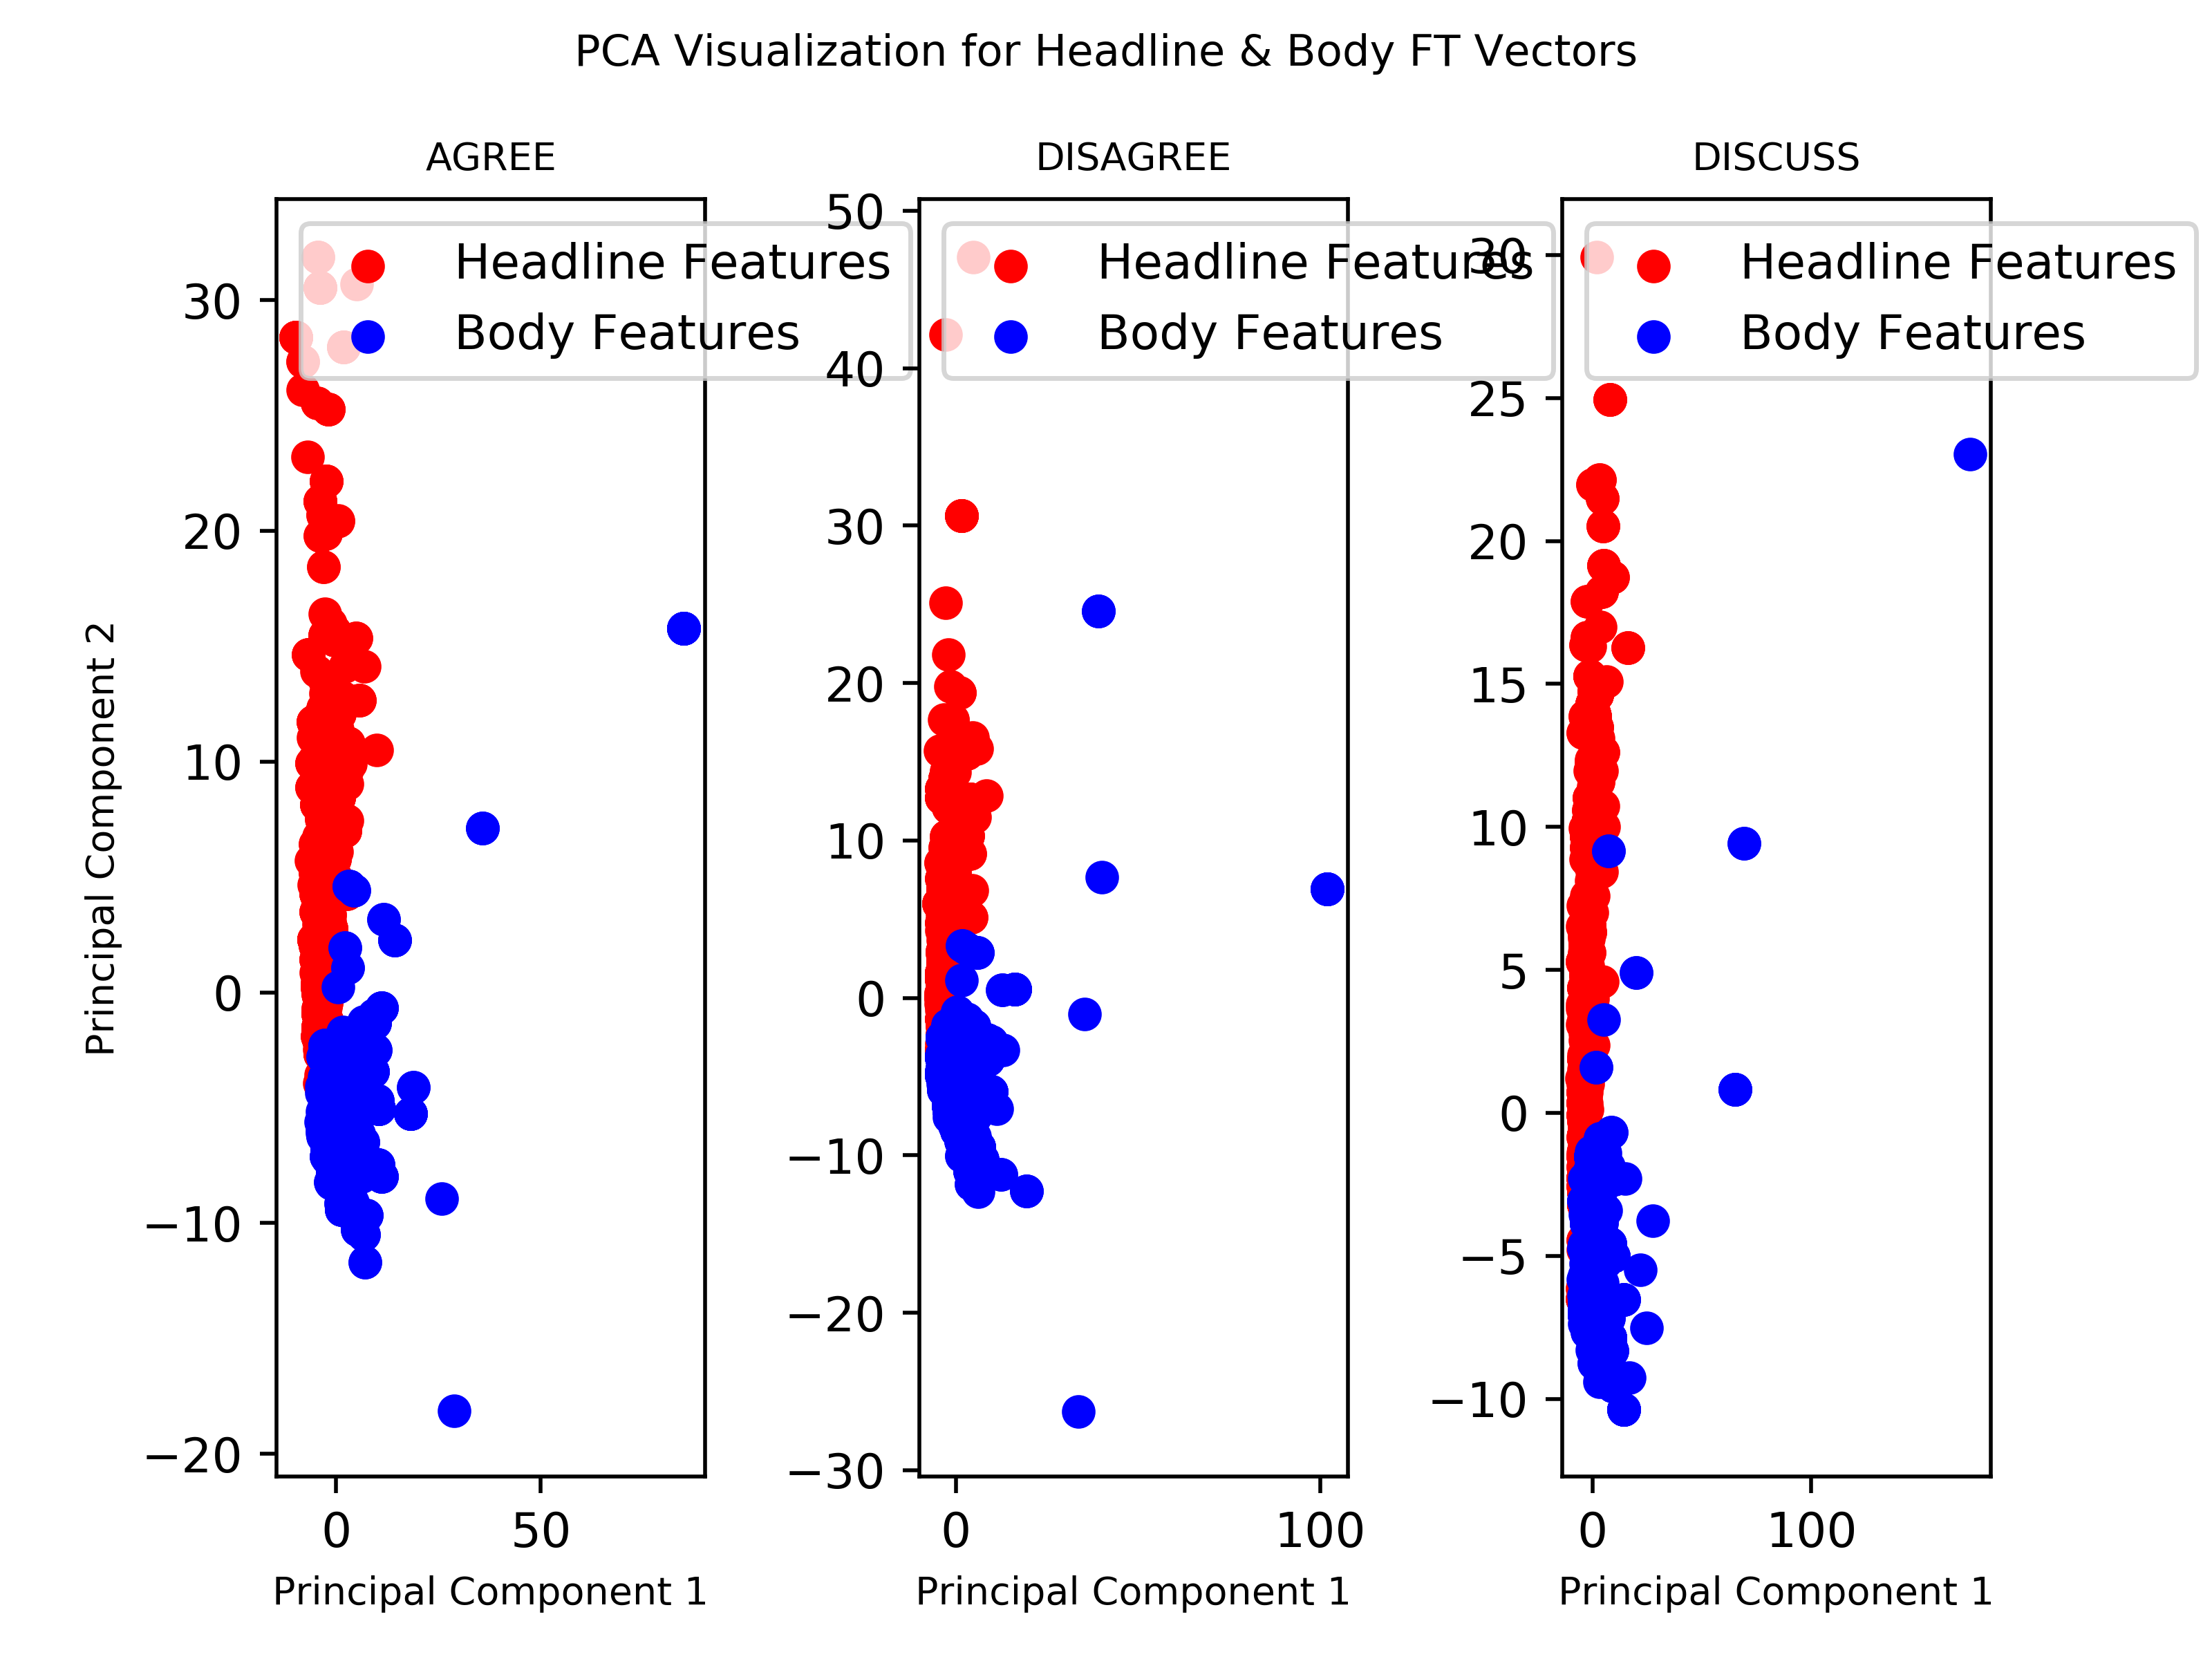 PCA Visualization for Headline & Body FT Vectors
AGREE
DISAGREE
DISCUSS
Headline Features
Body Features
Headline Features
Body Features
Headline Features
Body Features
Principal Component 2
30
20
10
0
−10
−20
50
40
30
20
10
0
−10
−20
−30
30
25
20
15
10
5
0
−5
−10
0 50
0 100
0 100
Principal Component 1
Principal Component 1
Principal Component 1